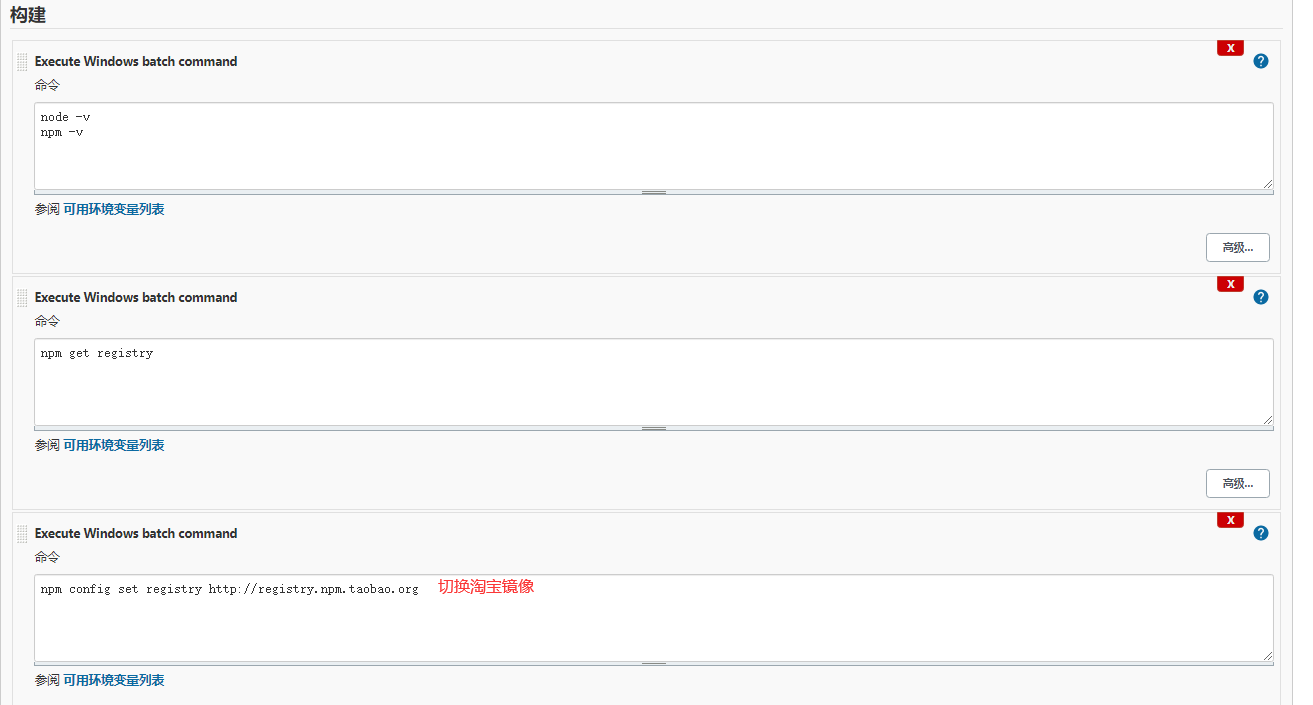 构建
X
Execute Windows batch command
?
命令
node -v
npm -v
参阅 可用环境变量列表
高级...
X
Execute Windows batch command
?
命令
npm get registry
参阅 可用环境变量列表
高级...
X
Execute Windows batch command
?
命令
npm config set registry http://registry.npm.taobao.org 切换淘宝镜像
参阅 可用环境变量列表